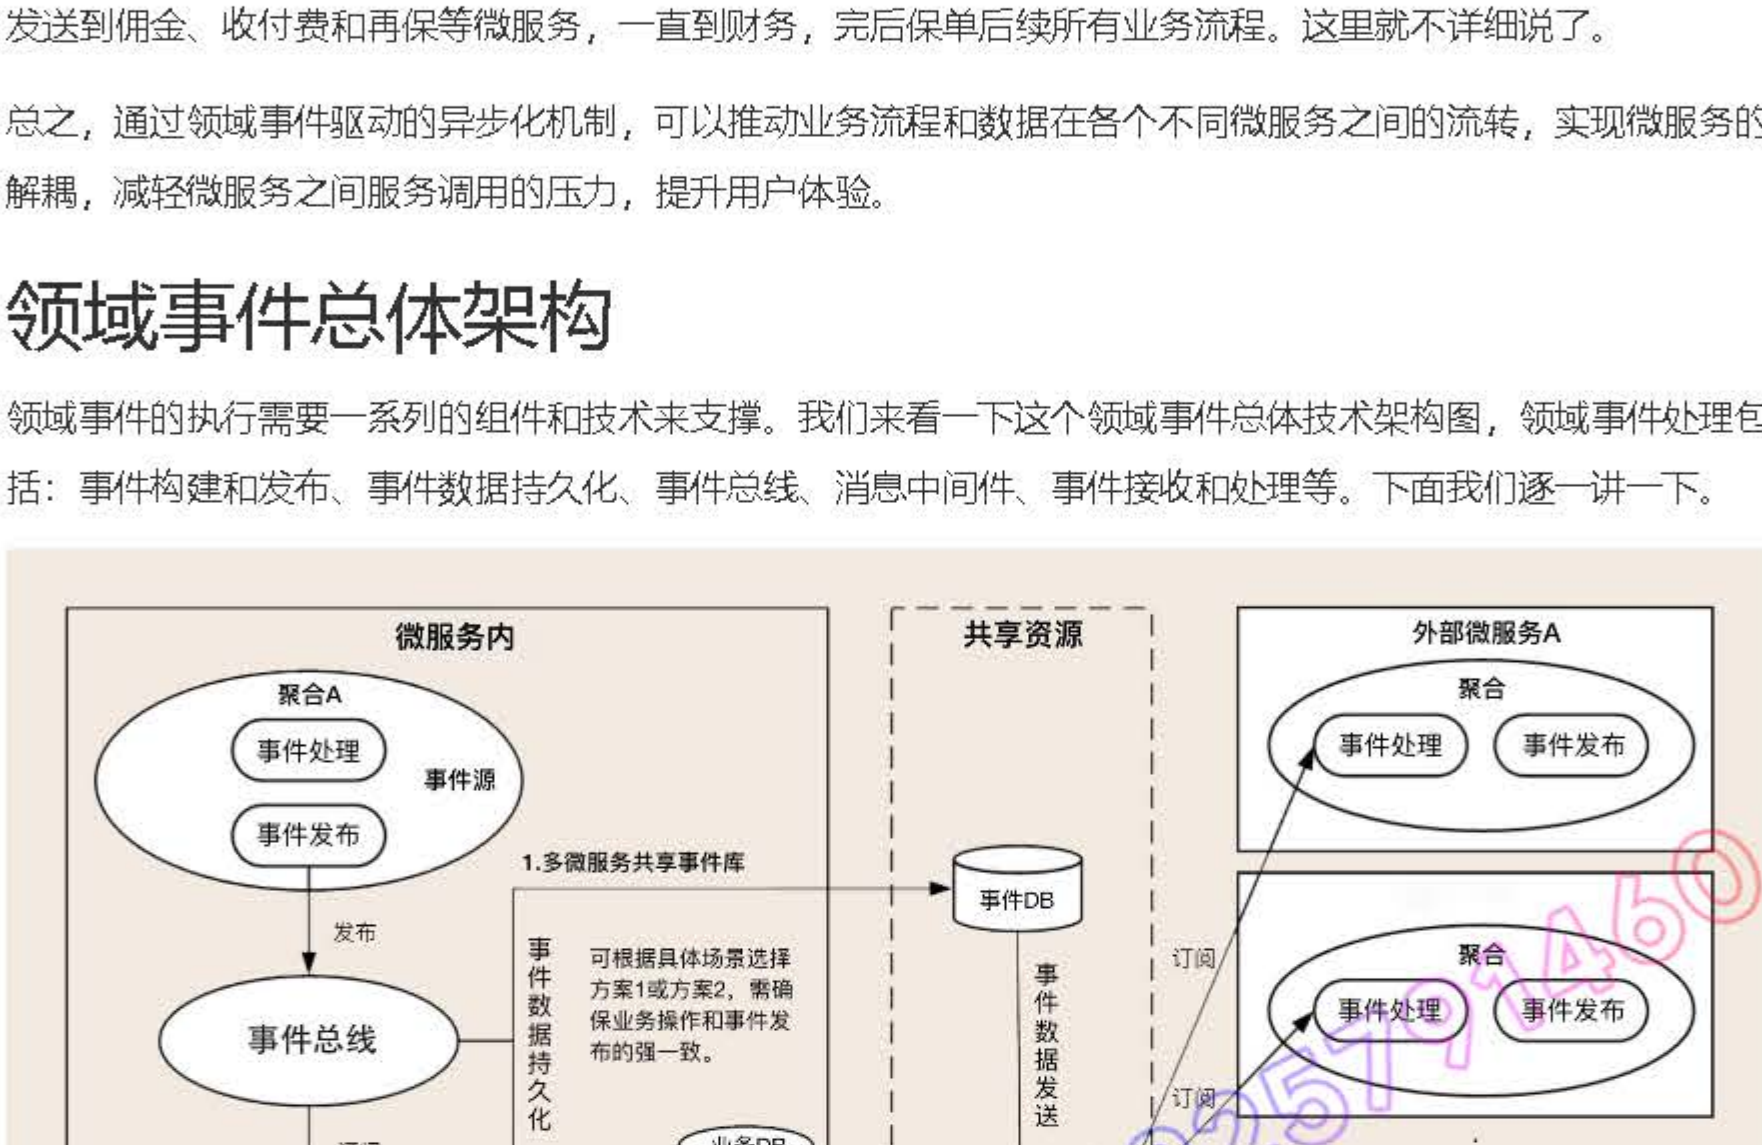 发送到佣金、收付费和再保等微服务，一直到财务，完后保单后续所有业务流程。这里就不详细说了。
总之，通过领域事件驱动的异步化机制，可以推动业务流程和数据在各个不同微服务之间的流转，实现微服务的
解耦，减轻微服务之间服务调用的压力，提升用户体验。
领域事件总体架构
领域事件的执行需要一系列的组件和技术来支撑。我们来看一下这个领域事件总体技术架构图，领域事件处理包
括：事件构建和发布、事件数据持久化、事件总线、消息中间件、事件接收和处理等。下面我们逐一讲一下。
微服务内
聚合A
事件处理
事件源
事件发布
发布
事件总线
1.多微服务共享事件库
事件数据持久化
可根据具体场景选择
方案1或方案2，需确
保业务操作和事件发
布的强一致。
业务DB
共享资源
事件DB
事件数据发送
订阅
订阅
外部微服务A
聚合
事件处理
事件发布
聚合
事件处理
事件发布
25791460